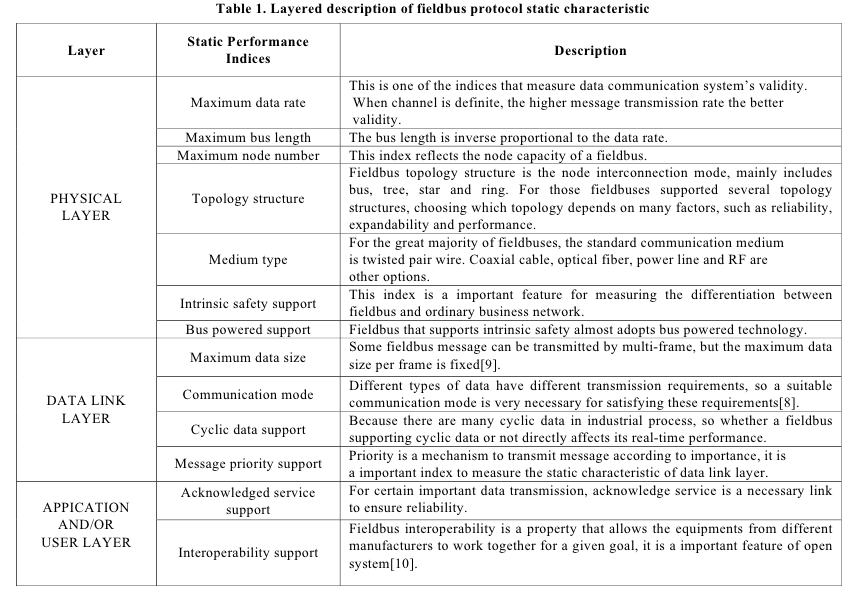 Table 1. Layered description of fieldbus protocol static characteristic
Layer
Static Performance
Indices
Description
PHYSICAL
LAYER
Maximum data rate
This is one of the indices that measure data communication system's validity.
When channel is definite, the higher message transmission rate the better
validity.
Maximum bus length
The bus length is inverse proportional to the data rate.
Maximum node number
This index reflects the node capacity of a fieldbus.
Topology structure
Fieldbus topology structure is the node interconnection mode, mainly includes
bus, tree, star and ring. For those fieldbuses supported several topology
structures, choosing which topology depends on many factors, such as reliability,
expandability and performance.
Medium type
For the great majority of fieldbuses, the standard communication medium
is twisted pair wire. Coaxial cable, optical fiber, power line and RF are
other options.
Intrinsic safety support
This index is a important feature for measuring the differentiation between
fieldbus and ordinary business network.
Bus powered support
Fieldbus that supports intrinsic safety almost adopts bus powered technology.
DATA LINK
LAYER
Maximum data size
Some fieldbus message can be transmitted by multi-frame, but the maximum data
size per frame is fixed[9].
Communication mode
Different types of data have different transmission requirements, so a suitable
communication mode is very necessary for satisfying these requirements[8].
Cyclic data support
Because there are many cyclic data in industrial process, so whether a fieldbus
supporting cyclic data or not directly affects its real-time performance.
Message priority support
Priority is a mechanism to transmit message according to importance, it is
a important index to measure the static characteristic of data link layer.
APPICATION
AND/OR
USER LAYER
Acknowledged service
support
For certain important data transmission, acknowledge service is a necessary link
to ensure reliability.
Interoperability support
Fieldbus interoperability is a property that allows the equipments from different
manufacturers to work together for a given goal, it is a important feature of open
system[10].